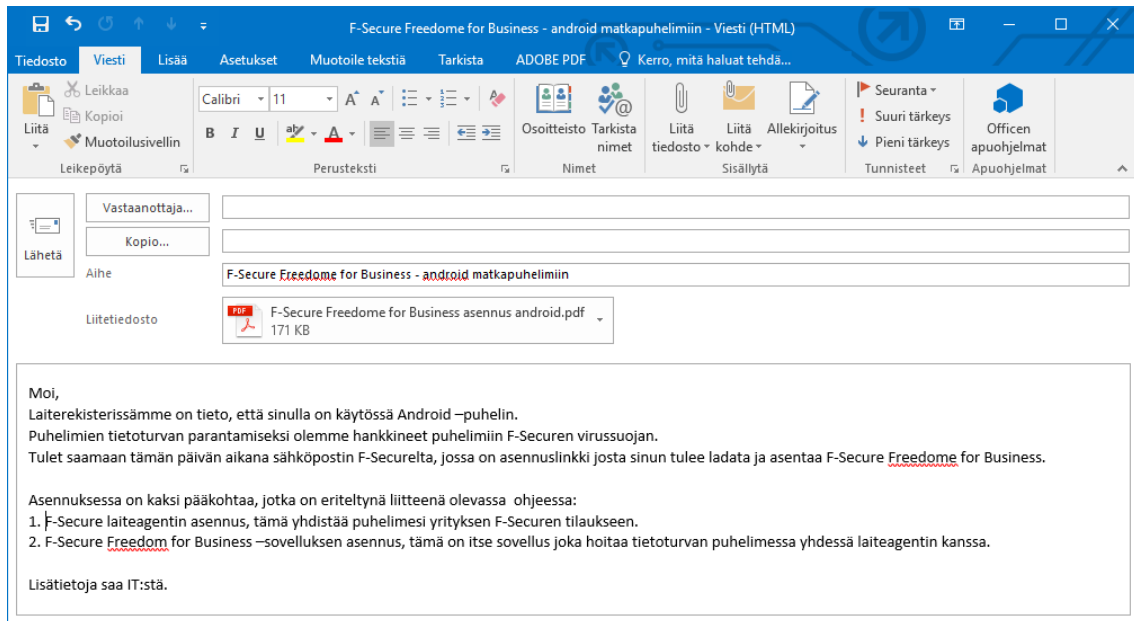 F-Secure Freedome for Business - android matkapuhelimiin - Viesti (HTML)
Tiedosto Viesti Lisää Asetukset Muotoile tekstiä Tarkista ADOBE PDF Kerro, mitä haluat tehdä...
Liitä
Leikkaa
Kopioi
Muotoilusivellin
Leikepöytä
Calibri 11
B I U
Perusteksti
Osoitteisto
Tarkista nimet
Nimet
Liitä tiedosto
Liitä kohde
Allekirjoitus
Sisällytä
Seuranta
Suuri tärkeys
Pieni tärkeys
Tunnisteet
Officen apuohjelmat
Apuohjelmat
Lähetä
Vastaanottaja...
Kopio...
Aihe F-Secure Freedome for Business - android matkapuhelimiin
Liitetiedosto
PDF
F-Secure Freedome for Business asennus android.pdf
171 KB
Moi,
Laiterekisterissämme on tieto, että sinulla on käytössä Android –puhelin.
Puhelimien tietoturvan parantamiseksi olemme hankkineet puhelimiin F-Securen virussuojan.
Tulet saamaan tämän päivän aikana sähköpostin F-Securelta, jossa on asennuslinkki josta sinun tulee ladata ja asentaa F-Secure Freedome for Business.
Asennuksessa on kaksi pääkohtaa, jotka on eriteltynä liitteenä olevassa  ohjeessa:
1. F-Secure laiteagentin asennus, tämä yhdistää puhelimesi yrityksen F-Securen tilaukseen.
2. F-Secure Freedom for Business –sovelluksen asennus, tämä on itse sovellus joka hoitaa tietoturvan puhelimessa yhdessä laiteagentin kanssa.
Lisätietoja saa IT:stä.